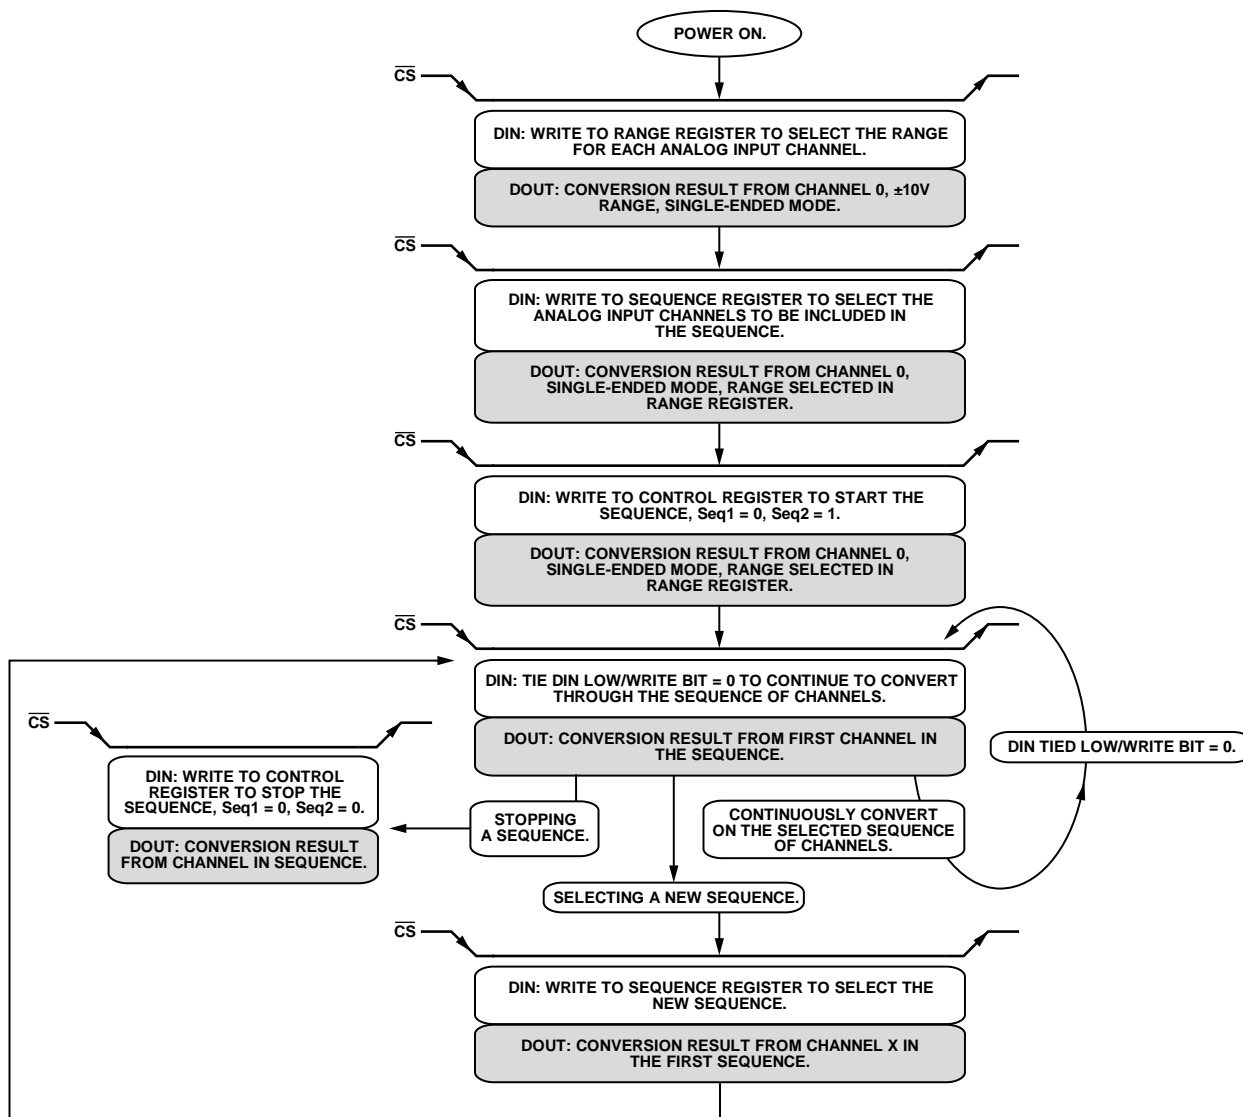 POWER ON.
CS
DIN: WRITE TO RANGE REGISTER TO SELECT THE RANGE
FOR EACH ANALOG INPUT CHANNEL.
DOUT: CONVERSION RESULT FROM CHANNEL 0, ±10V
RANGE, SINGLE-ENDED MODE.
CS
DIN: WRITE TO SEQUENCE REGISTER TO SELECT THE
ANALOG INPUT CHANNELS TO BE INCLUDED IN
THE SEQUENCE.
DOUT: CONVERSION RESULT FROM CHANNEL 0,
SINGLE-ENDED MODE, RANGE SELECTED IN
RANGE REGISTER.
CS
DIN: WRITE TO CONTROL REGISTER TO START THE
SEQUENCE, Seq1 = 0, Seq2 = 1.
DOUT: CONVERSION RESULT FROM CHANNEL 0,
SINGLE-ENDED MODE, RANGE SELECTED IN
RANGE REGISTER.
CS
DIN: TIE DIN LOW/WRITE BIT = 0 TO CONTINUE TO CONVERT
THROUGH THE SEQUENCE OF CHANNELS.
DOUT: CONVERSION RESULT FROM FIRST CHANNEL IN
THE SEQUENCE.
DIN TIED LOW/WRITE BIT = 0.
CS
DIN: WRITE TO CONTROL
REGISTER TO STOP THE
SEQUENCE, Seq1 = 0, Seq2 = 0.
DOUT: CONVERSION RESULT
FROM CHANNEL IN SEQUENCE.
STOPPING
A SEQUENCE.
CONTINUOUSLY CONVERT
ON THE SELECTED SEQUENCE
OF CHANNELS.
SELECTING A NEW SEQUENCE.
CS
DIN: WRITE TO SEQUENCE REGISTER TO SELECT THE
NEW SEQUENCE.
DOUT: CONVERSION RESULT FROM CHANNEL X IN
THE FIRST SEQUENCE.